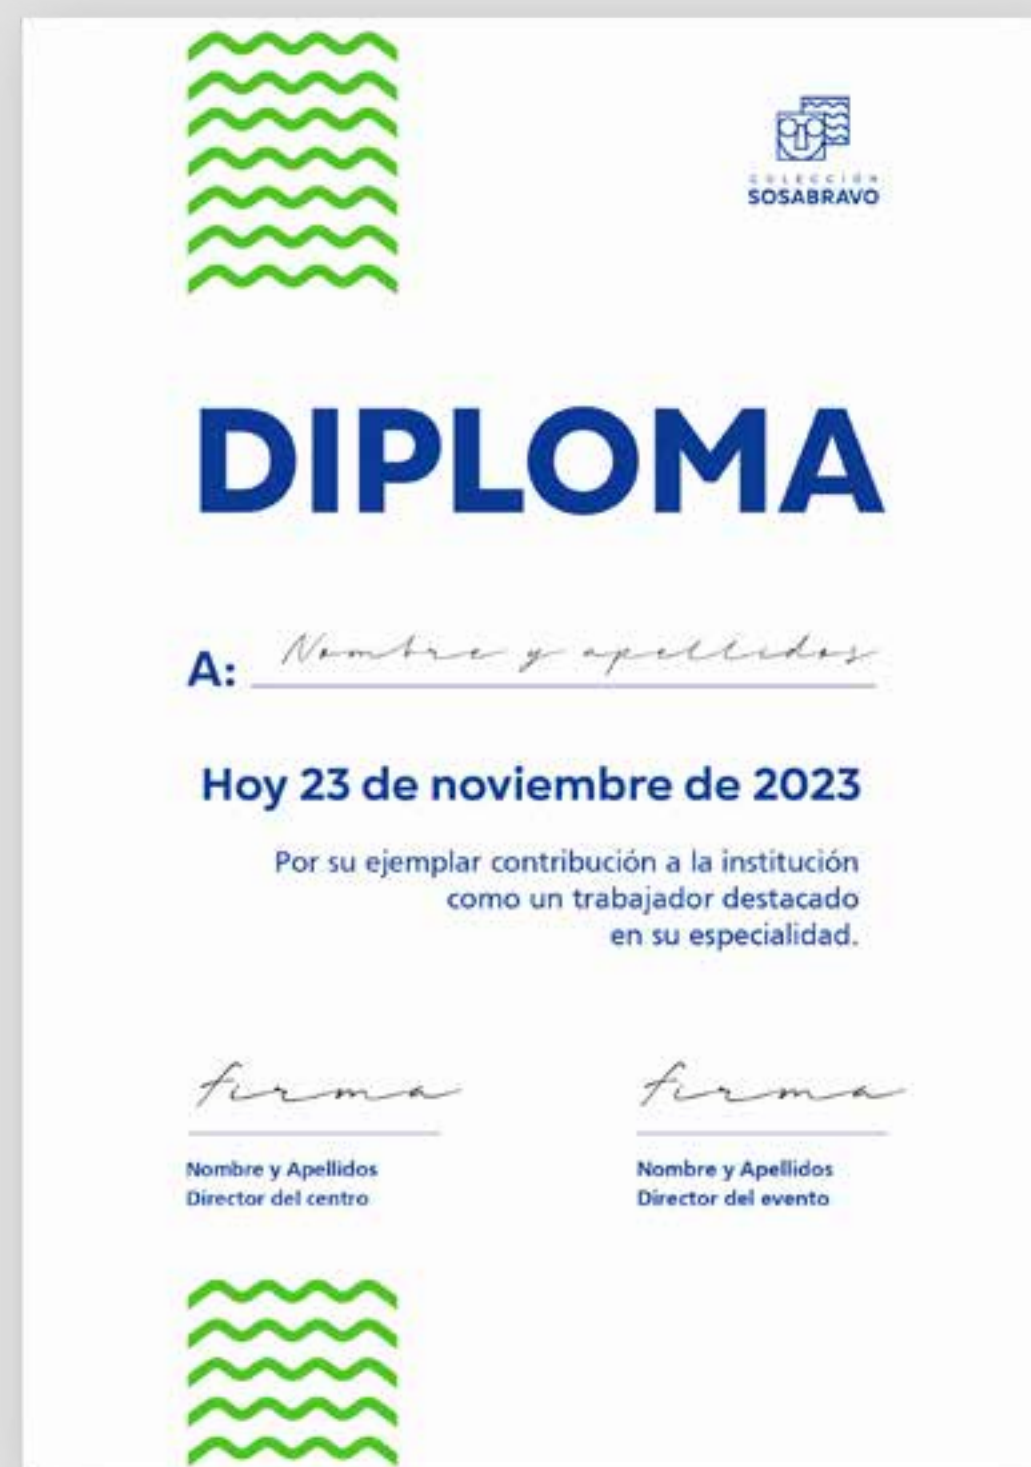 COLECCIÓN
SOSABRAVO
DIPLOMA
A: Nombre y apellidos
Hoy 23 de noviembre de 2023
Por su ejemplar contribución a la institución
como un trabajador destacado
en su especialidad.
firma firma
Nombre y Apellidos Nombre y Apellidos
Director del centro Director del evento